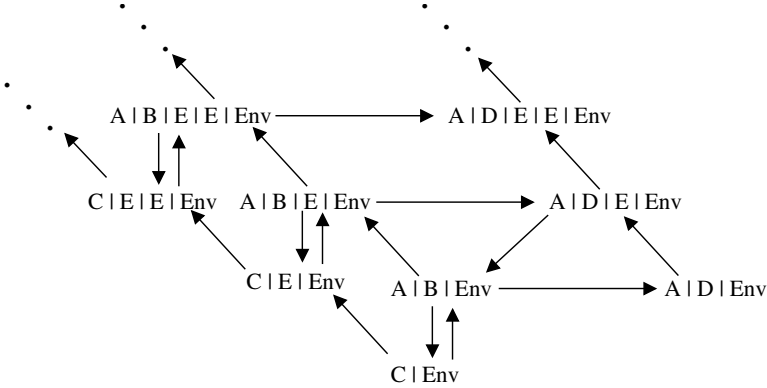 A | B | E | E | Env
A | D | E | E | Env
C | E | E | Env
A | B | E | Env
A | D | E | Env
C | E | Env
A | B | Env
A | D | Env
C | Env